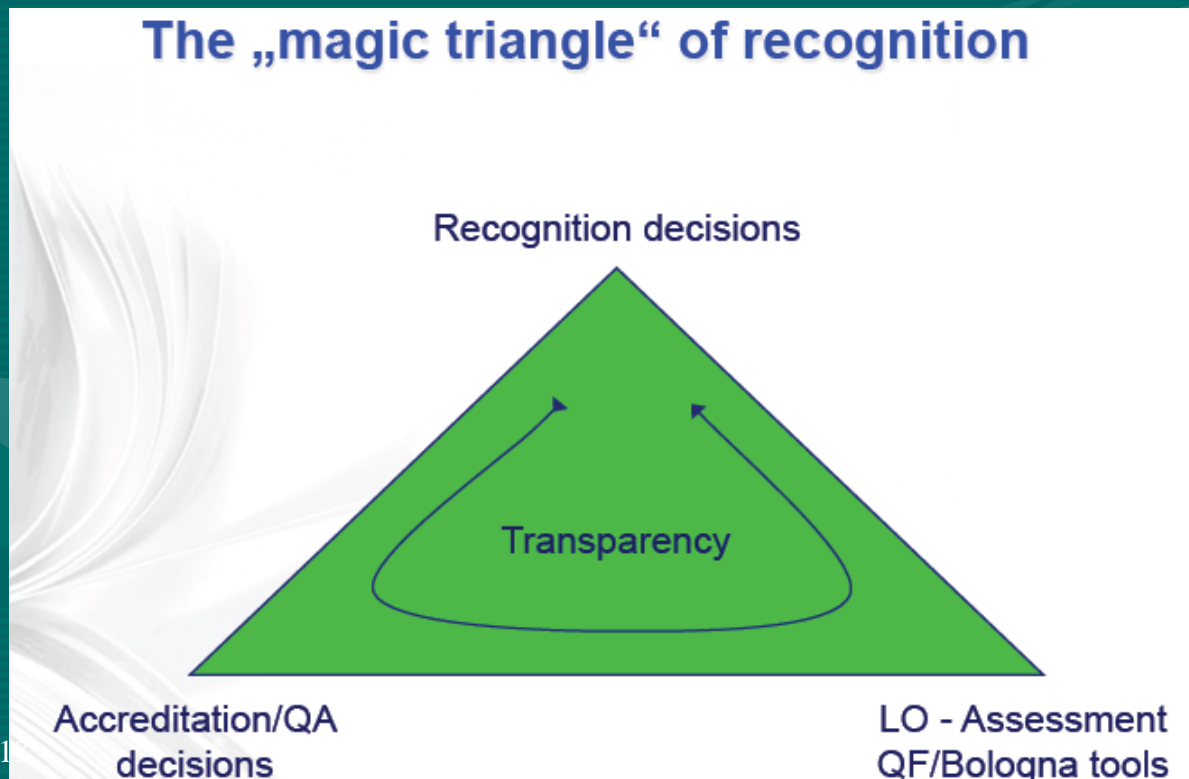 The „magic triangle“ of recognition
Recognition decisions
Transparency
Accreditation/QA
decisions
LO - Assessment
QF/Bologna tools